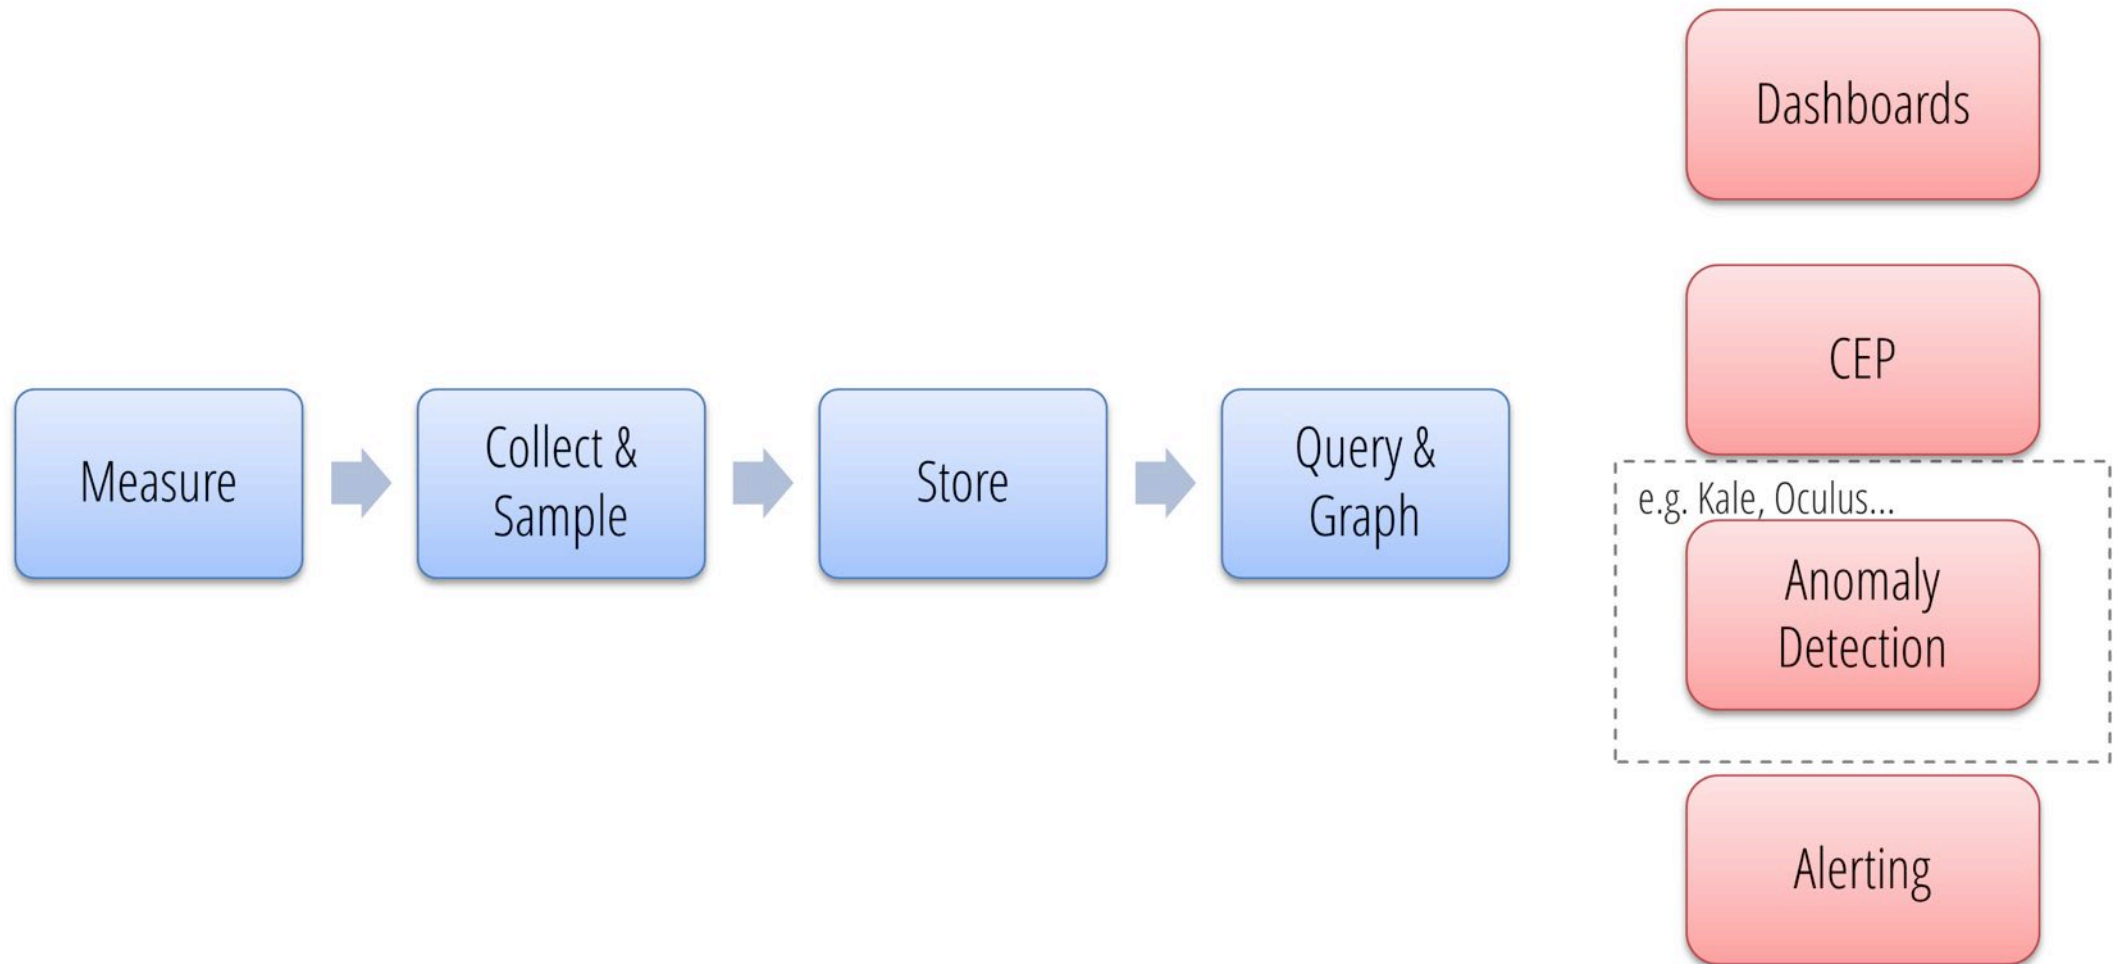 Measure
Collect &
Sample
Store
Query &
Graph
Dashboards
CEP
e.g. Kale, Oculus...
Anomaly
Detection
Alerting